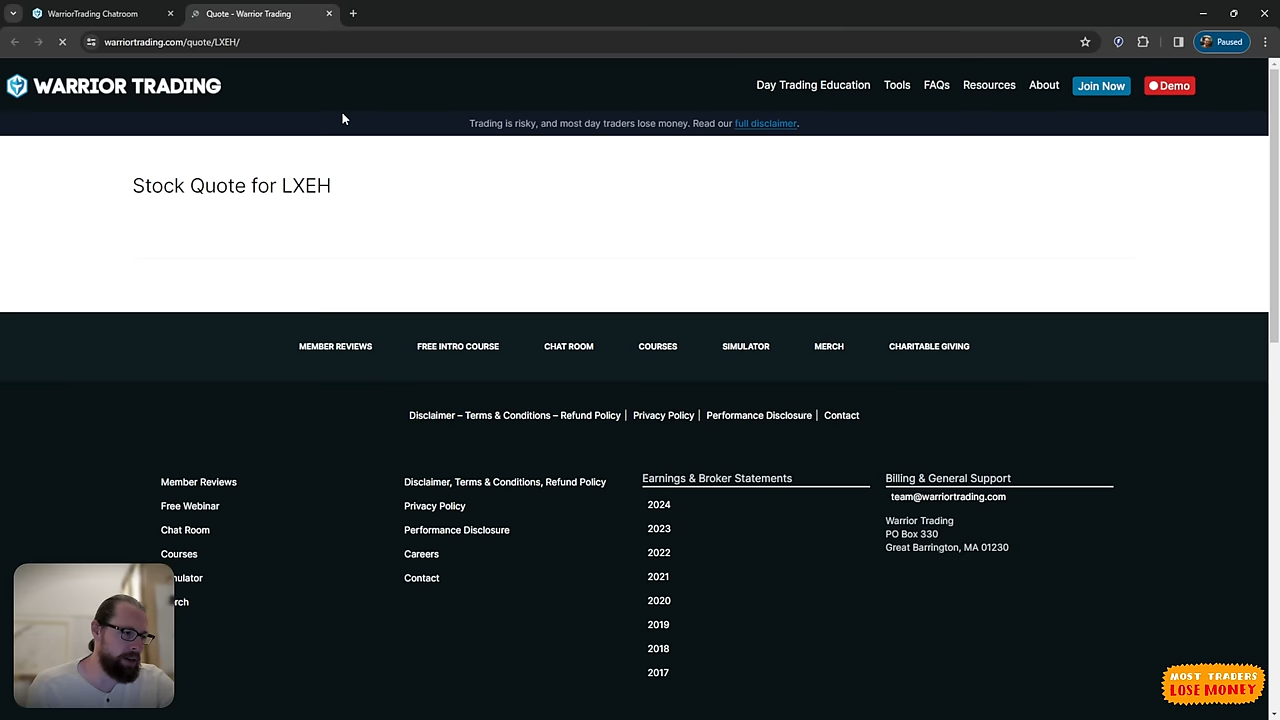 WarriorTrading Chatroom
Quote - Warrior Trading
warriortrading.com/quote/LXEH/
Paused
WARRIOR TRADING
Day Trading Education
Tools
FAQs
Resources
About
Join Now
Demo
Trading is risky, and most day traders lose money. Read our full disclaimer.
Stock Quote for LXEH
MEMBER REVIEWS
FREE INTRO COURSE
CHAT ROOM
COURSES
SIMULATOR
MERCH
CHARITABLE GIVING
Disclaimer – Terms & Conditions – Refund Policy | Privacy Policy | Performance Disclosure | Contact
Member Reviews
Free Webinar
Chat Room
Courses
mulator
rch
Disclaimer, Terms & Conditions, Refund Policy
Privacy Policy
Performance Disclosure
Careers
Contact
Earnings & Broker Statements
2024
2023
2022
2021
2020
2019
2018
2017
Billing & General Support
team@warriortrading.com
Warrior Trading
PO Box 330
Great Barrington, MA 01230
MOST TRADERS
LOSE MONEY